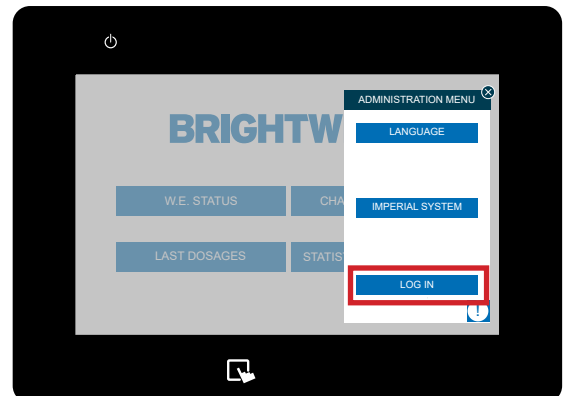 ADMINISTRATION MENU
BRIGHTW
LANGUAGE
W.E. STATUS
CHA
IMPERIAL SYSTEM
LAST DOSAGES
STATIS
LOG IN
!